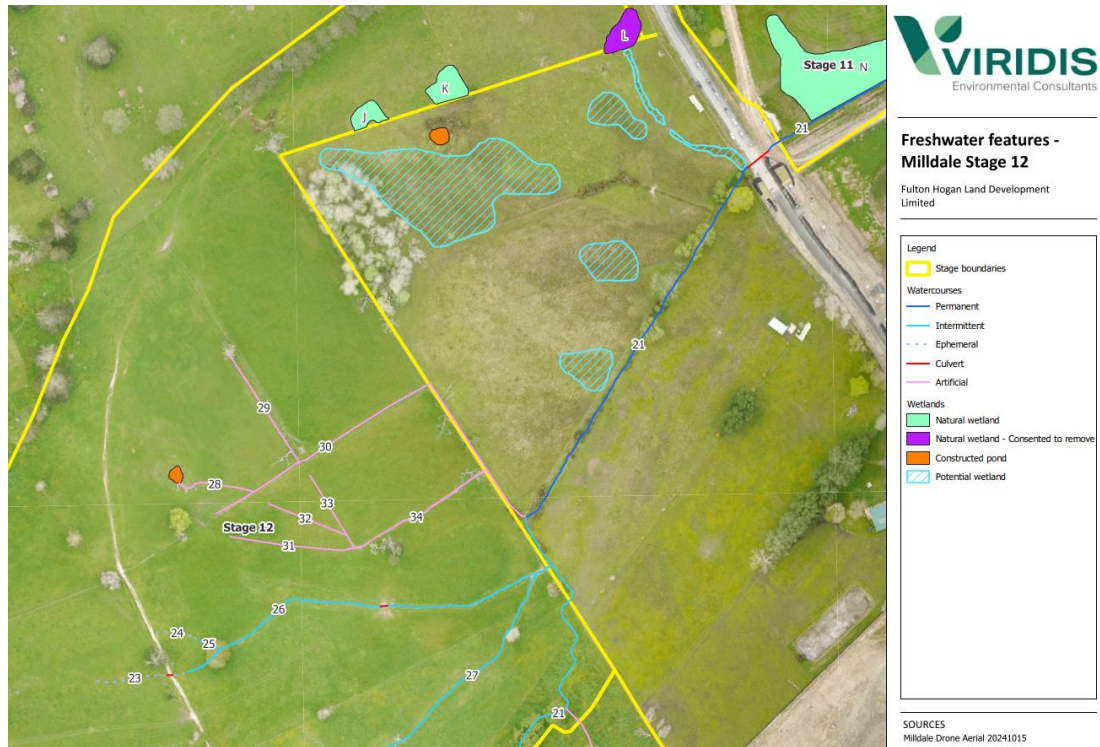 VIRIDIS
Environmental Consultants
Freshwater features -
Milldale Stage 12
Fulton Hogan Land Development
Limited
Legend
Stage boundaries
Watercourses
Permanent
Intermittent
Ephemeral
Culvert
Artificial
Wetlands
Natural wetland
Natural wetland - Consented to remove
Constructed pond
Potential wetland
SOURCES
Milldale Drone Aerial 20241015
L
Stage 11 N
K
J
21
21
29
30
28
33
32
34
Stage 12
31
26
24
25
27
23
21